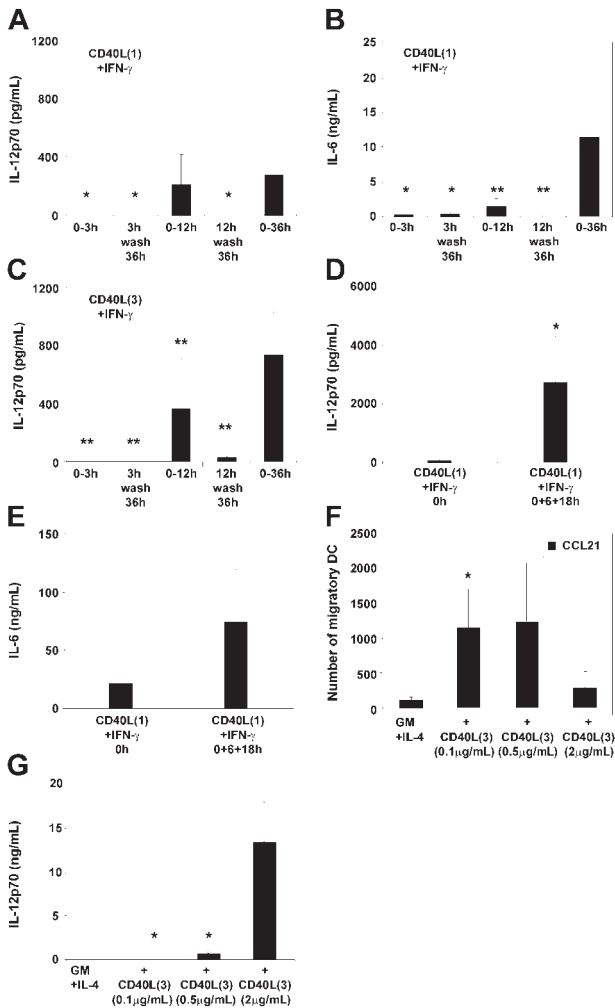 A
1200
800
400
0
IL-12p70 (pg/mL)
CD40L(1)
+IFN-γ
*
*
*
0-3h
3h
wash
36h
0-12h
12h
wash
36h
0-36h
B
25
20
15
10
5
0
IL-6 (ng/mL)
CD40L(1)
+IFN-γ
*
*
**
**
0-3h
3h
wash
36h
0-12h
12h
wash
36h
0-36h
C
1200
800
400
0
IL-12p70 (pg/mL)
CD40L(3)
+IFN-γ
**
**
**
**
0-3h
3h
wash
36h
0-12h
12h
wash
36h
0-36h
D
6000
4000
2000
0
IL-12p70 (pg/mL)
*
CD40L(1)
+IFN-γ
0h
CD40L(1)
+IFN-γ
0+6+18h
E
150
100
50
0
IL-6 (ng/mL)
CD40L(1)
+IFN-γ
0h
CD40L(1)
+IFN-γ
0+6+18h
F
2500
2000
1500
1000
500
0
Number of migratory DC
CCL21
*
GM
+IL-4
+
CD40L(3)
(0.1μg/mL)
+
CD40L(3)
(0.5μg/mL)
+
CD40L(3)
(2μg/mL)
G
20
15
10
5
0
IL-12p70 (ng/mL)
*
*
GM
+IL-4
+
CD40L(3)
(0.1μg/mL)
+
CD40L(3)
(0.5μg/mL)
+
CD40L(3)
(2μg/mL)